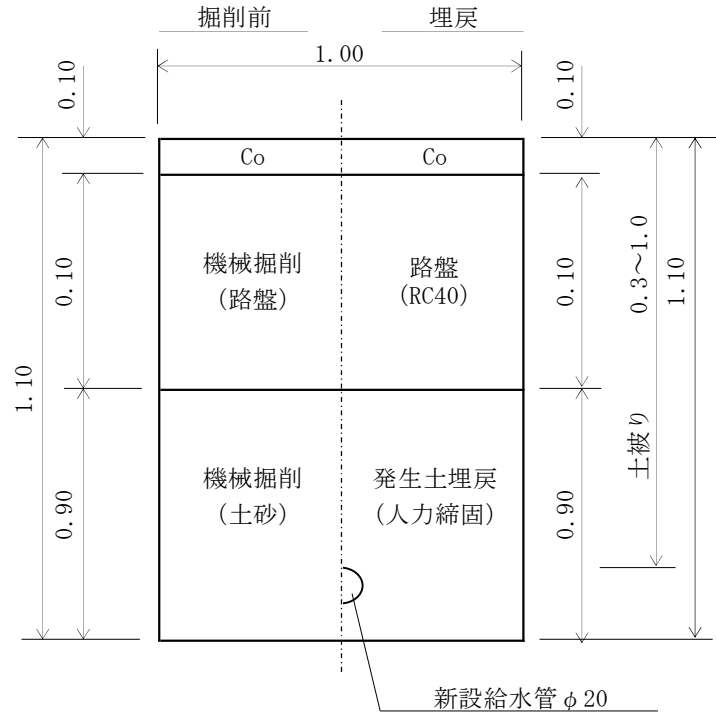 掘削前
埋戻
1.00
0.10
0.10
Co
Co
機械掘削
(路盤)
路盤
(RC40)
0.10
0.10
0.3～1.0
1.10
1.10
機械掘削
(土砂)
発生土埋戻
(人力締固)
土被り
0.90
0.90
新設給水管φ20